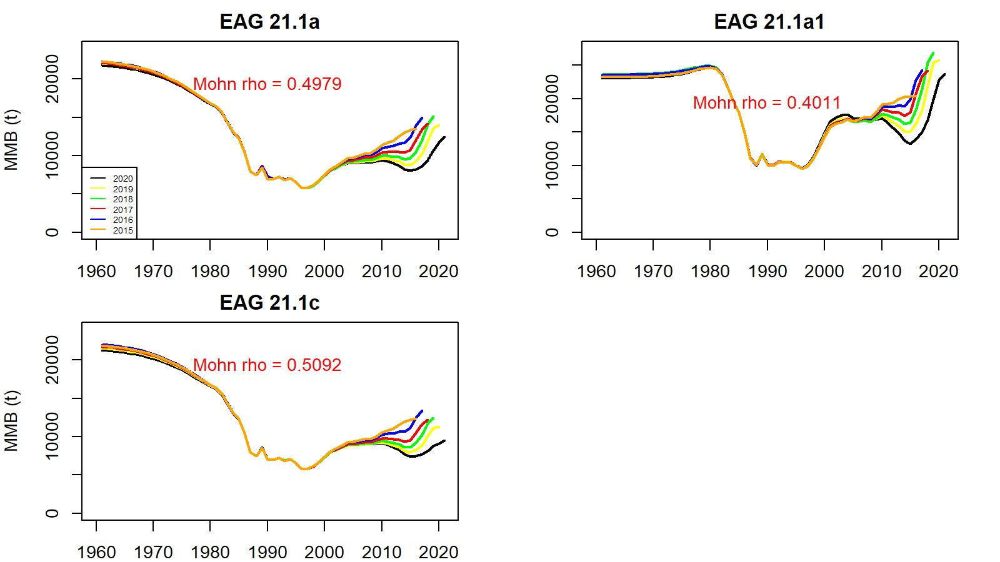 EAG 21.1a
MMB (t)
20000
10000
0
Mohn rho = 0.4979
2020
2019
2018
2017
2016
2015
1960 1970 1980 1990 2000 2010 2020
EAG 21.1a1
20000
10000
0
Mohn rho = 0.4011
1960 1970 1980 1990 2000 2010 2020
EAG 21.1c
MMB (t)
20000
10000
0
Mohn rho = 0.5092
1960 1970 1980 1990 2000 2010 2020